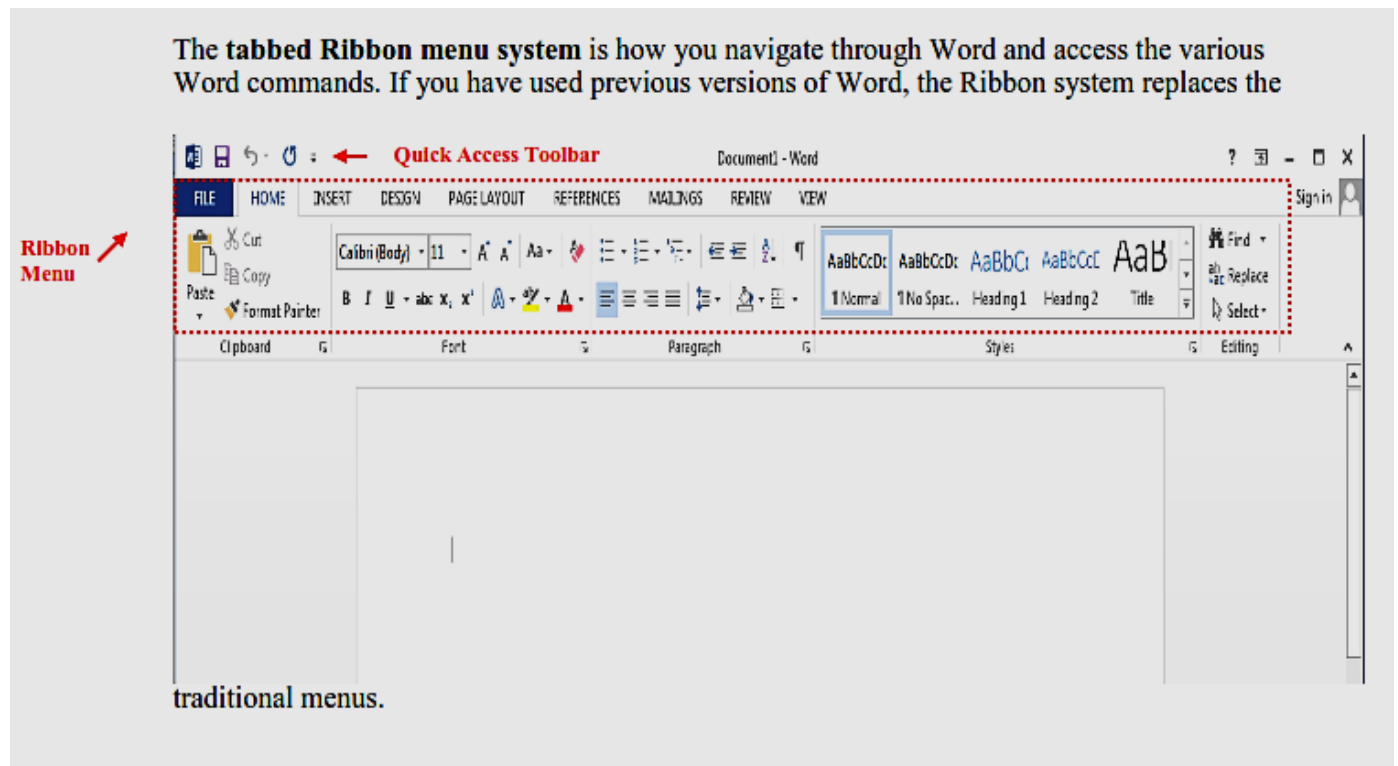 The tabbed Ribbon menu system is how you navigate through Word and access the various
Word commands. If you have used previous versions of Word, the Ribbon system replaces the
Quick Access Toolbar
Document1 - Word
? 
FILE HOME INSERT DESIGN PAGE LAYOUT REFERENCES MAILINGS REVIEW VIEW Sign in
Ribbon
Menu
Cut
Copy
Paste
Format Painter
Calibri (Body) 11 A A Aa
B I U abc X, X' A aby A
AaBbCcDc AaBbCcDc AaBbCc AaBbCcC AaB
¶ Normal ¶ No Spac... Heading 1 Heading 2 Title
Find
Replace
Select
Clipboard Font Paragraph Styles Editing
traditional menus.